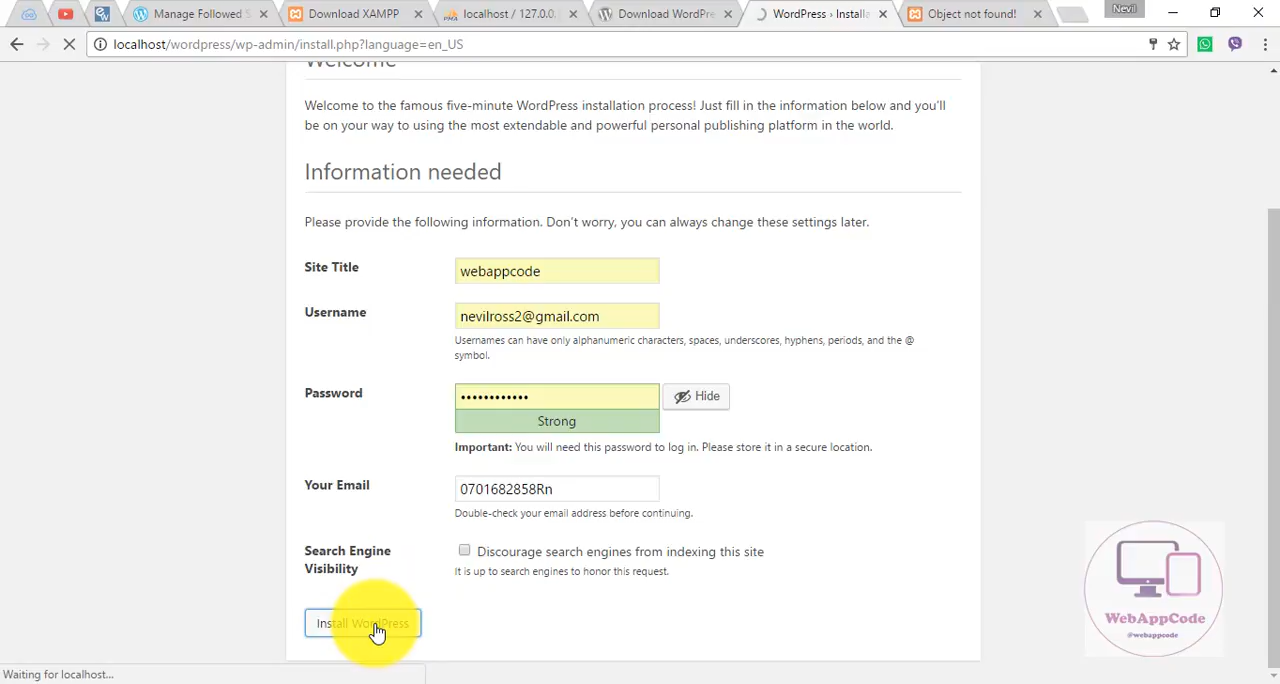 Manage Followed S
Download XAMPP
localhost / 127.0.0.
Download WordPre
WordPress › Installa
Object not found!
Nevil
localhost/wordpress/wp-admin/install.php?language=en_US
Welcome
Welcome to the famous five-minute WordPress installation process! Just fill in the information below and you'll
be on your way to using the most extendable and powerful personal publishing platform in the world.
Information needed
Please provide the following information. Don't worry, you can always change these settings later.
Site Title
webappcode
Username
nevilross2@gmail.com
Usernames can have only alphanumeric characters, spaces, underscores, hyphens, periods, and the @
symbol.
Password
••••••••••••
Hide
Strong
Important: You will need this password to log in. Please store it in a secure location.
Your Email
0701682858Rn
Double-check your email address before continuing.
Search Engine
Visibility
Discourage search engines from indexing this site
It is up to search engines to honor this request.
Install WordPress
WebAppCode
@webappcode
Waiting for localhost...